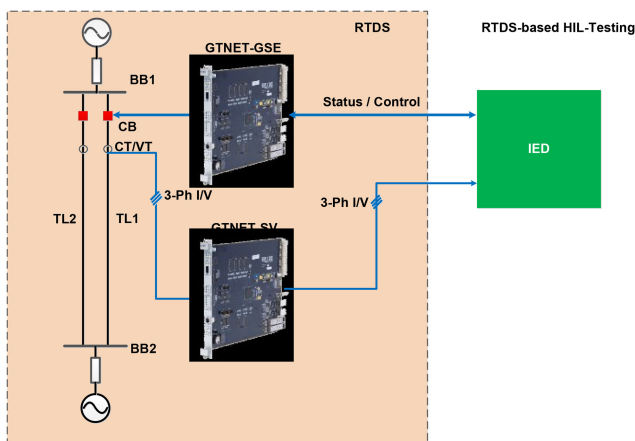 RTDS
RTDS-based HIL-Testing
GTNET-GSE
BB1
Status / Control
CB
IED
CT/VT
3-Ph I/V
3-Ph I/V
TL2
TL1
GTNET-SV
BB2